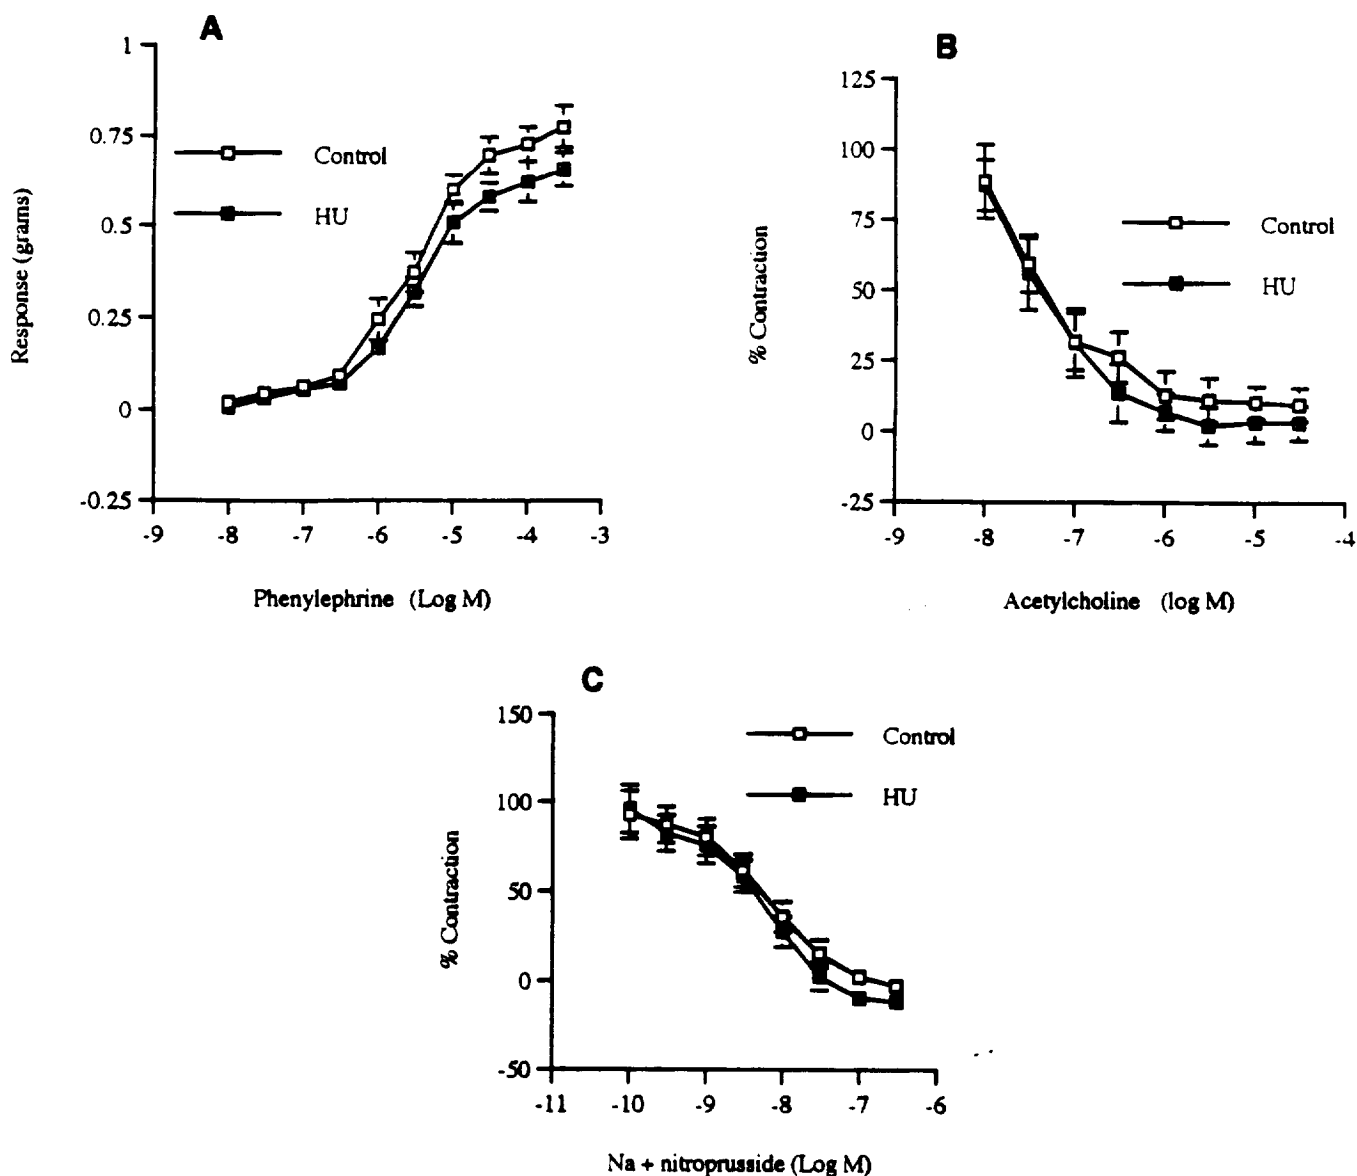 A
1
0.75
0.5
0.25
0
-0.25
-9 -8 -7 -6 -5 -4 -3
Response (grams)
Control
HU
Phenylephrine (Log M)
B
125
100
75
50
25
0
-25
-9 -8 -7 -6 -5 -4
% Contraction
Control
HU
Acetylcholine (log M)
C
150
100
50
0
-50
-11 -10 -9 -8 -7 -6
% Contraction
Control
HU
Na + nitroprusside (Log M)